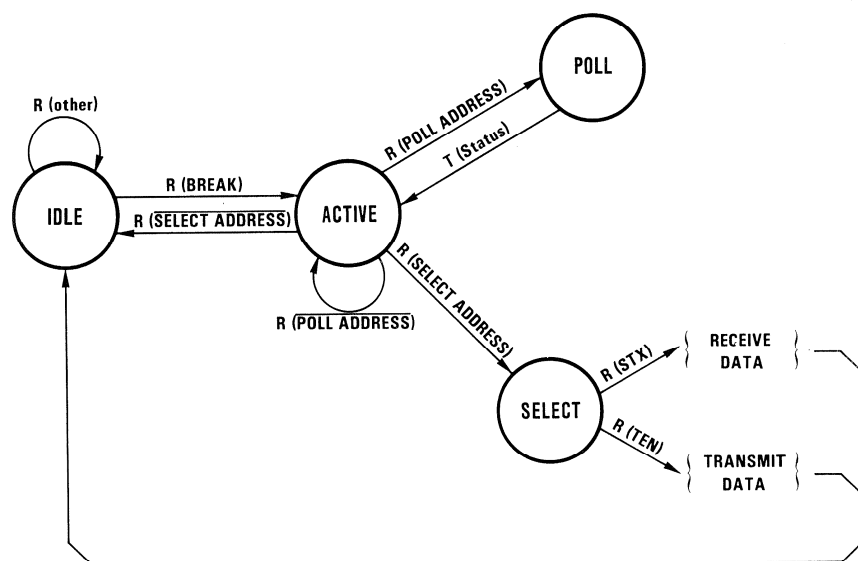 POLL
R (other)
R (POLL ADDRESS)
T (Status)
R (BREAK)
IDLE
R (SELECT ADDRESS)
ACTIVE
R (POLL ADDRESS)
R (SELECT ADDRESS)
R (STX)
RECEIVE
DATA
SELECT
R (TEN)
TRANSMIT
DATA